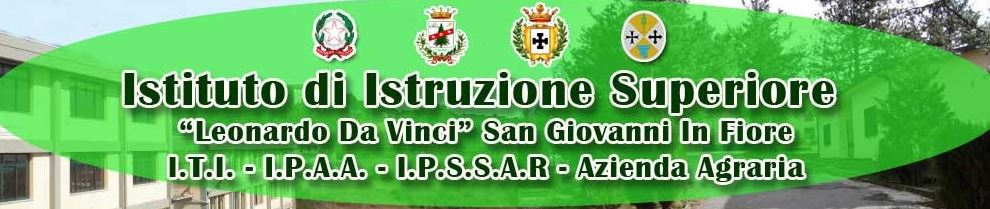 Istituto di Istruzione Superiore
“Leonardo Da Vinci” San Giovanni In Fiore
I.T.I. - I.P.A.A. - I.P.S.S.A.R - Azienda Agraria